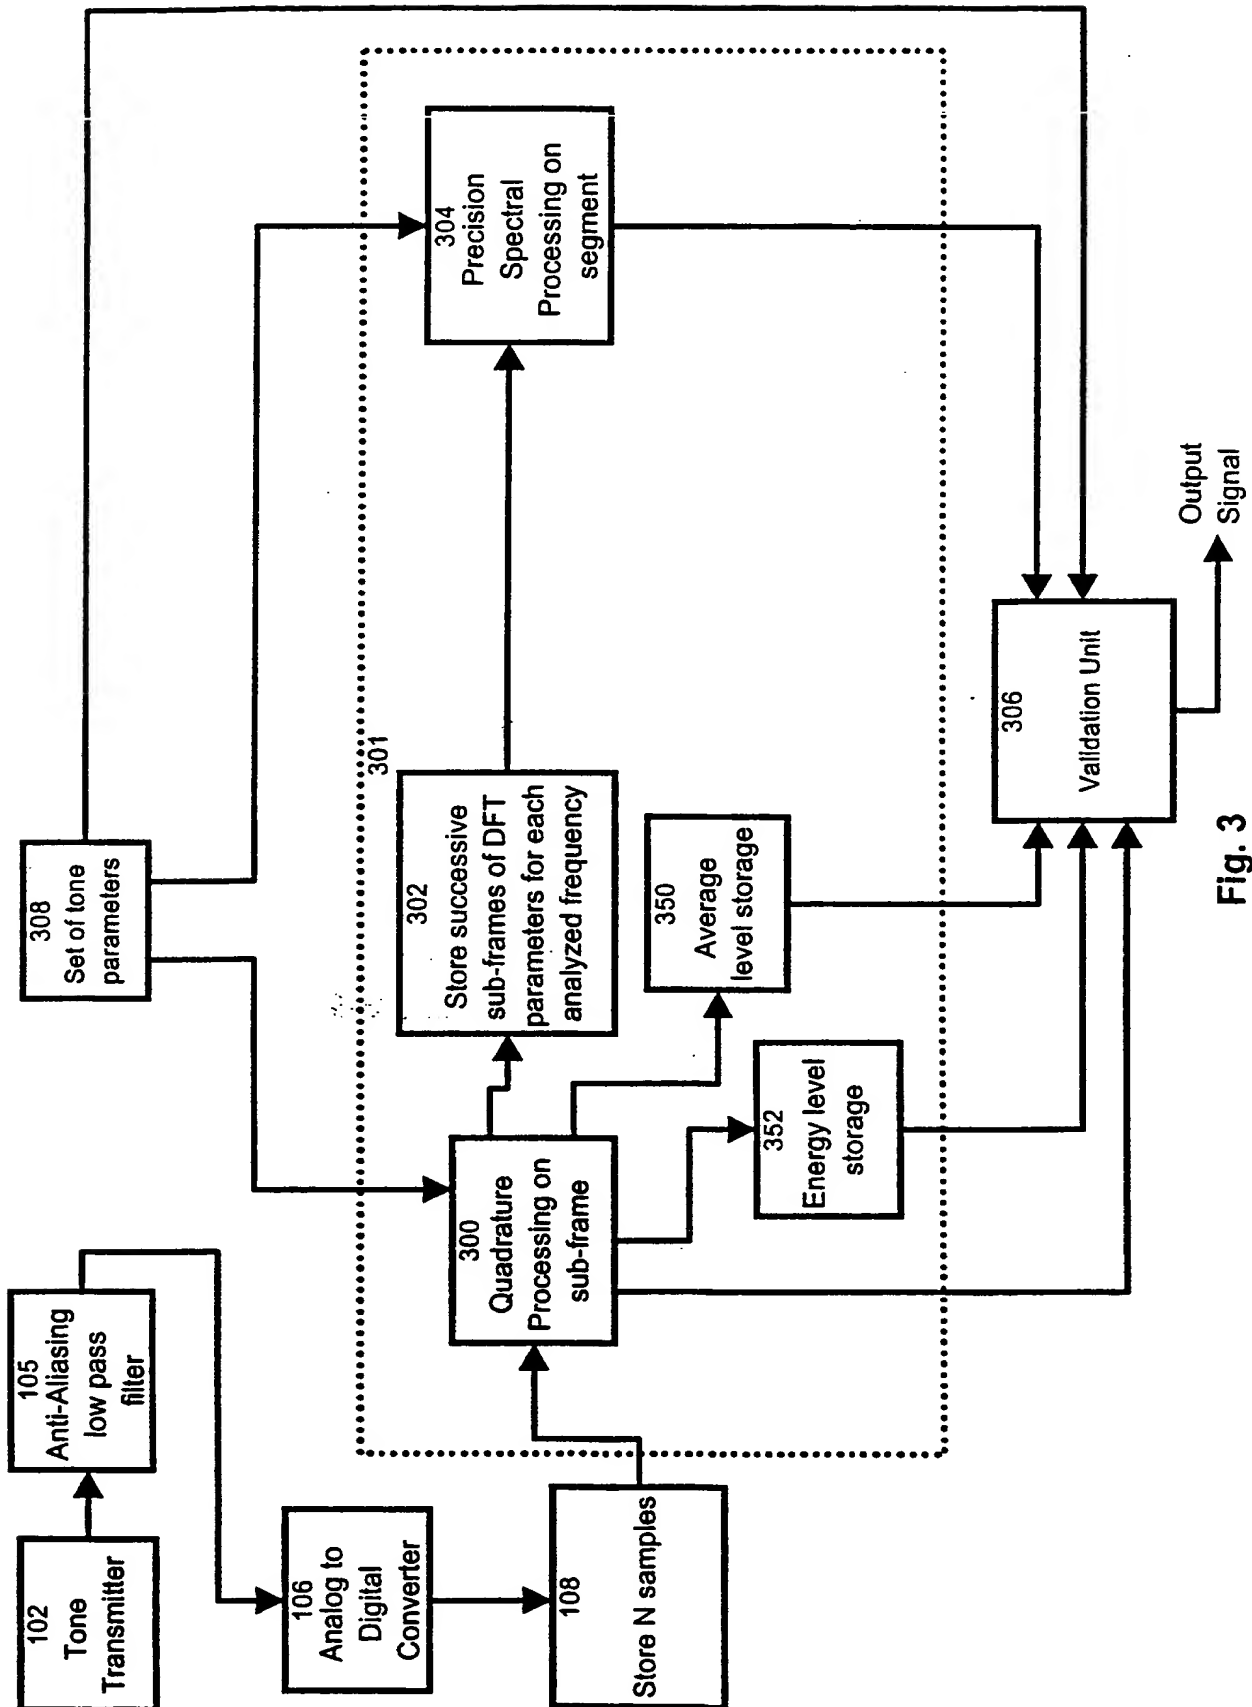 102
Tone
Transmitter
105
Anti-Aliasing
low pass
filter
106
Analog to
Digital
Converter
108
Store N samples
308
Set of tone
parameters
301
300
Quadrature
Processing on
sub-frame
302
Store successive
sub-frames of DFT
parameters for each
analyzed frequency
304
Precision
Spectral
Processing on
segment
350
Average
level storage
352
Energy level
storage
306
Validation Unit
Output
Signal
Fig. 3